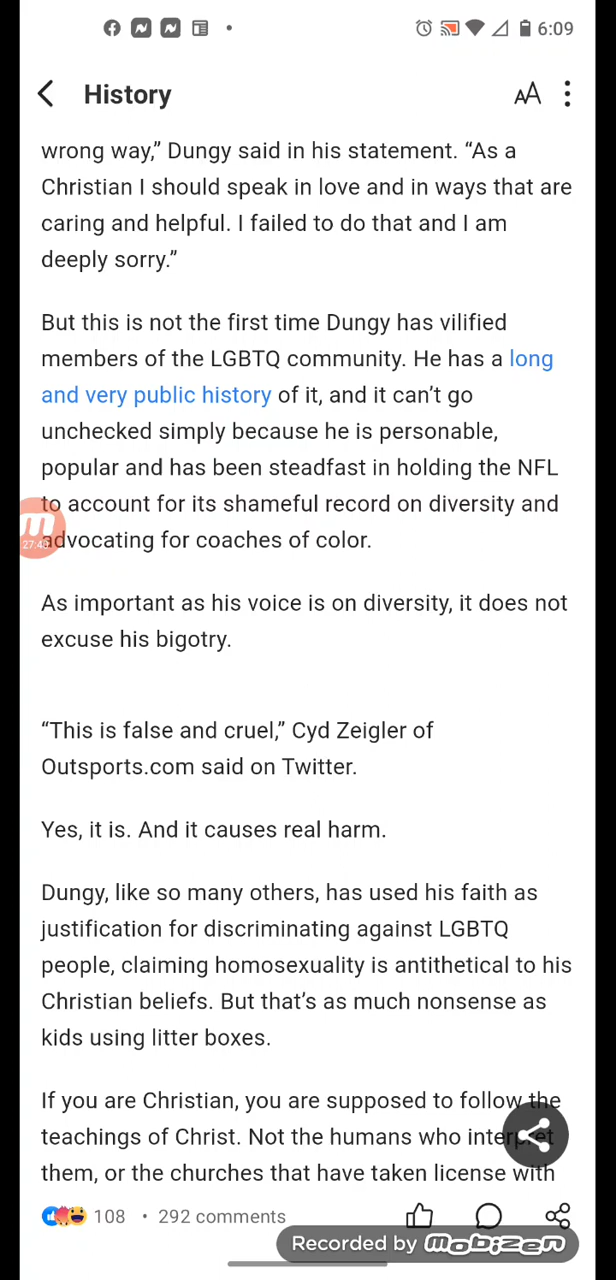 6:09
History
AA
wrong way,” Dungy said in his statement. “As a
Christian I should speak in love and in ways that are
caring and helpful. I failed to do that and I am
deeply sorry.”
But this is not the first time Dungy has vilified
members of the LGBTQ community. He has a long
and very public history of it, and it can’t go
unchecked simply because he is personable,
popular and has been steadfast in holding the NFL
to account for its shameful record on diversity and
advocating for coaches of color.
As important as his voice is on diversity, it does not
excuse his bigotry.
“This is false and cruel,” Cyd Zeigler of
Outsports.com said on Twitter.
Yes, it is. And it causes real harm.
Dungy, like so many others, has used his faith as
justification for discriminating against LGBTQ
people, claiming homosexuality is antithetical to his
Christian beliefs. But that’s as much nonsense as
kids using litter boxes.
If you are Christian, you are supposed to follow the
teachings of Christ. Not the humans who interpret
them, or the churches that have taken license with
108 • 292 comments
Recorded by mobizen